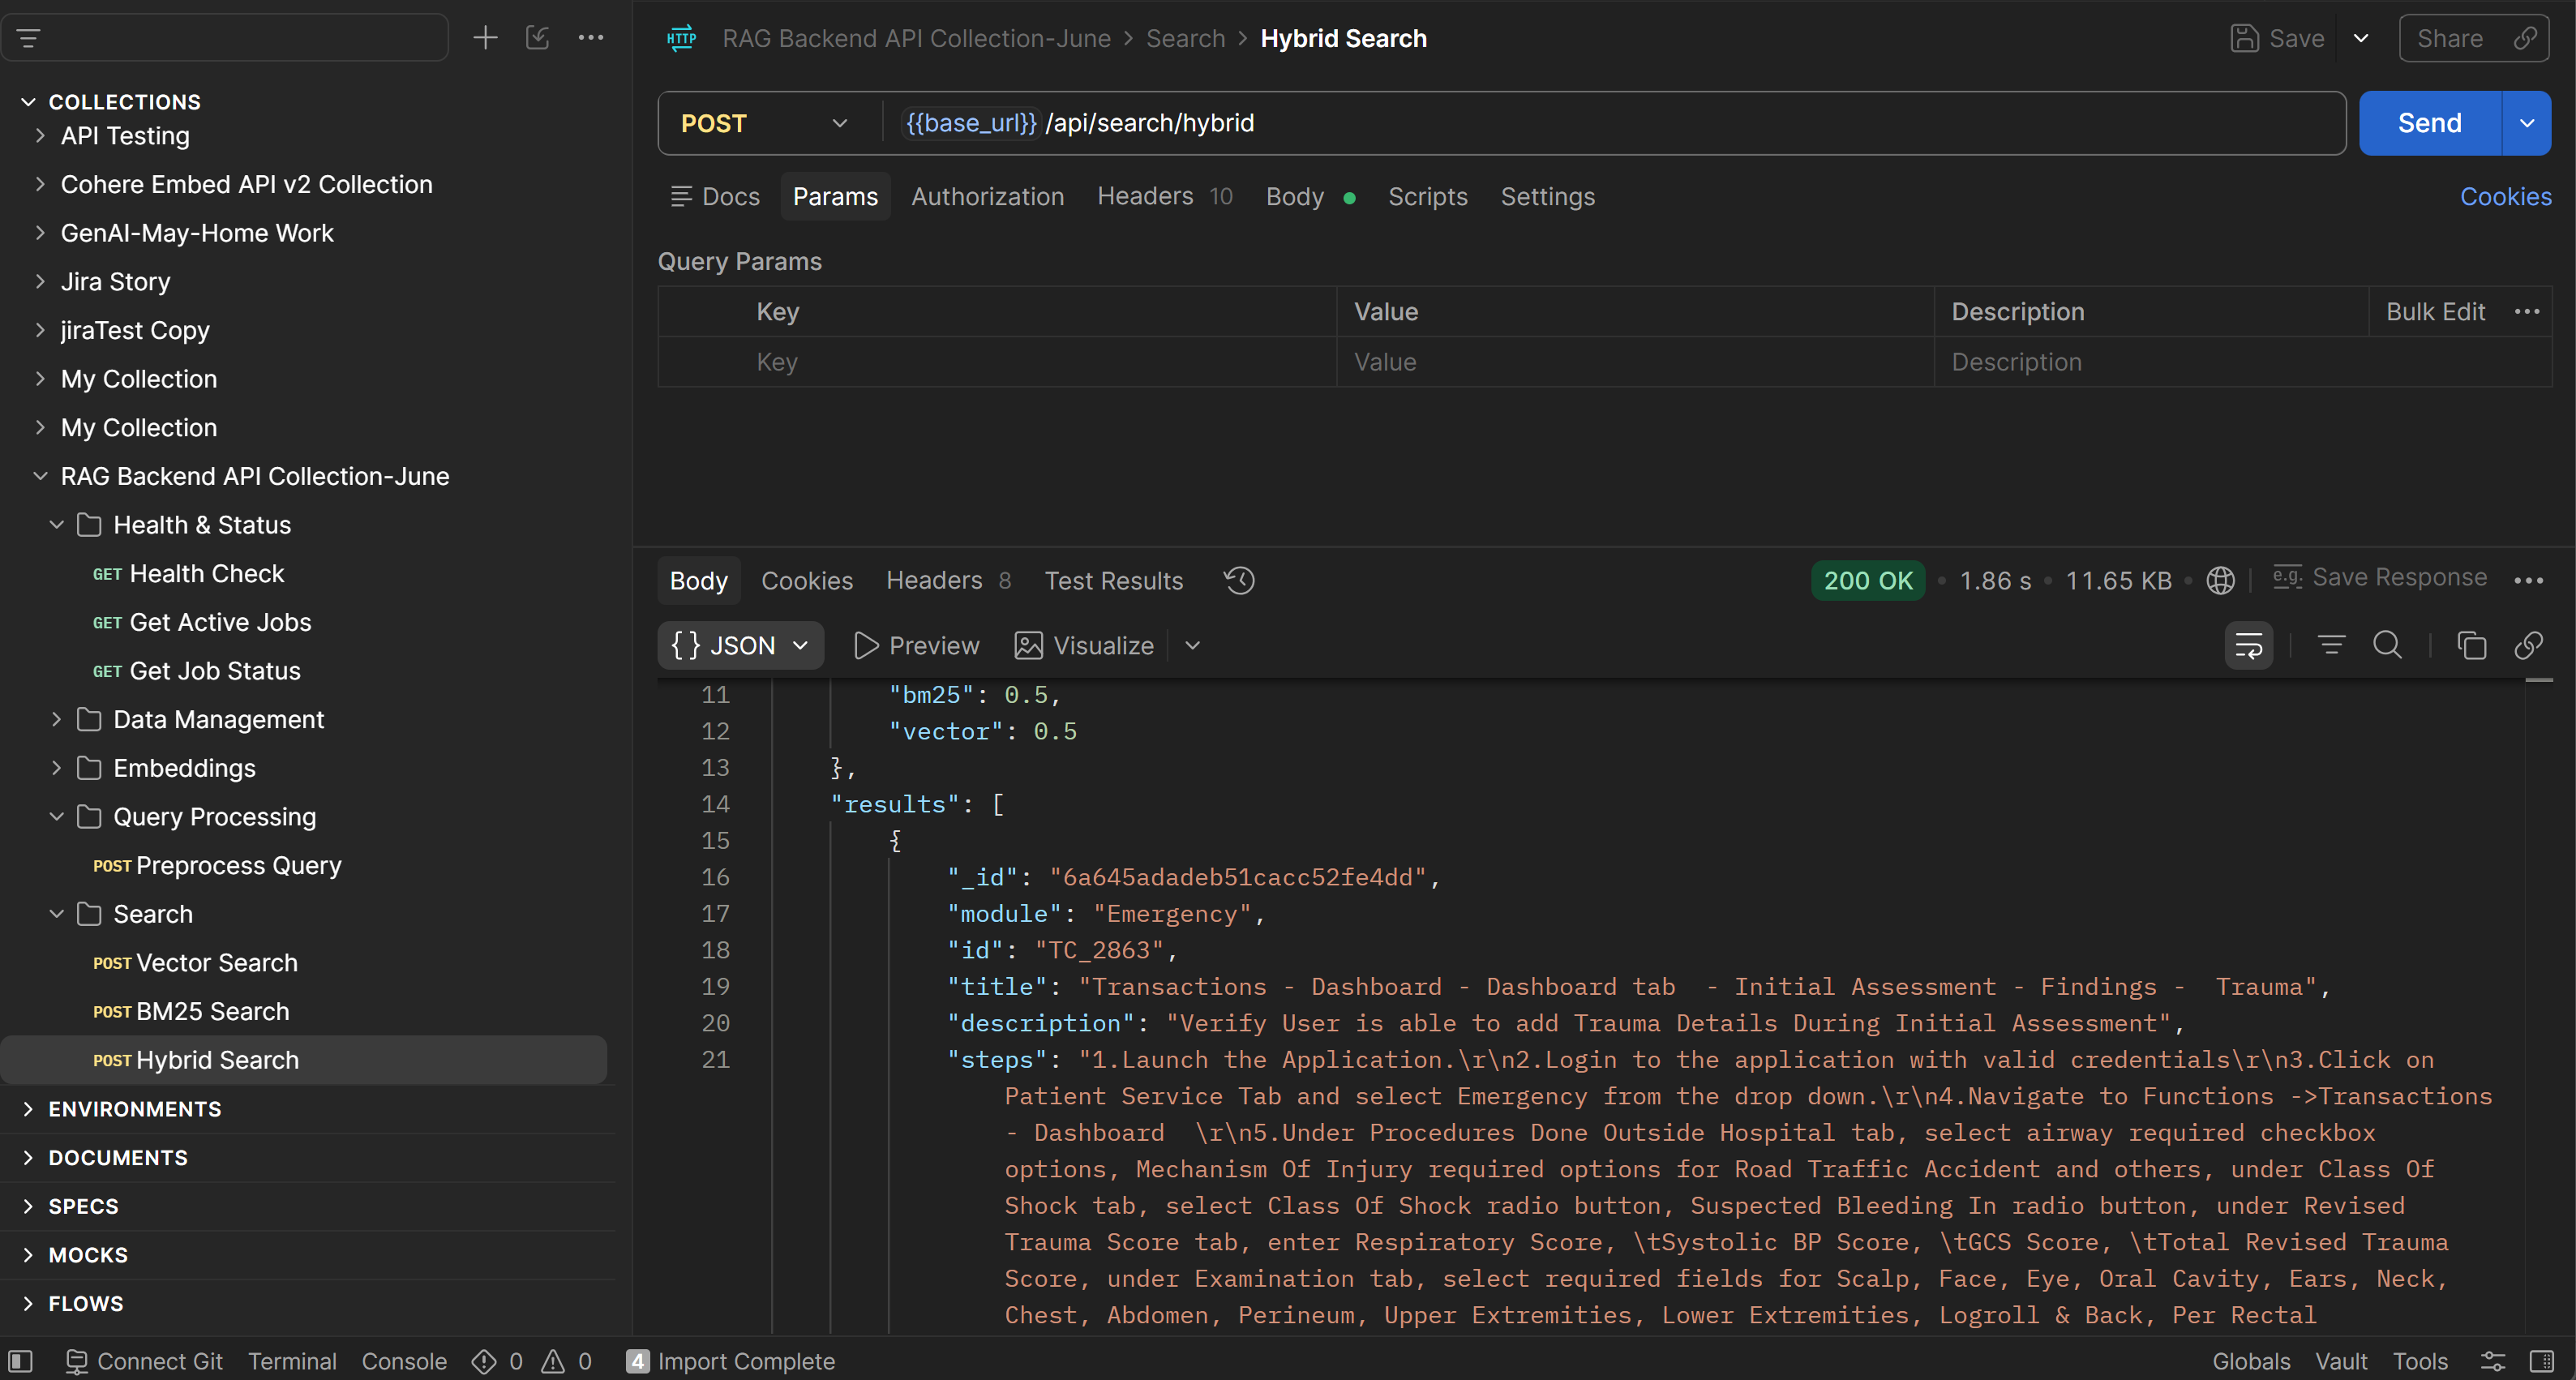 COLLECTIONS
API Testing
Cohere Embed API v2 Collection
GenAI-May-Home Work
Jira Story
jiraTest Copy
My Collection
My Collection
RAG Backend API Collection-June
Health & Status
GET Health Check
GET Get Active Jobs
GET Get Job Status
Data Management
Embeddings
Query Processing
POST Preprocess Query
Search
POST Vector Search
POST BM25 Search
POST Hybrid Search
ENVIRONMENTS
DOCUMENTS
SPECS
MOCKS
FLOWS
HTTP RAG Backend API Collection-June > Search > Hybrid Search
Save
Share
POST {{base_url}} /api/search/hybrid
Send
Docs Params Authorization Headers 10 Body Scripts Settings Cookies
Query Params
Key Value Description Bulk Edit
Key Value Description
Body Cookies Headers 8 Test Results 200 OK • 1.86 s • 11.65 KB • e.g. Save Response
{ } JSON Preview Visualize
11 "bm25": 0.5,
12 "vector": 0.5
13 },
14 "results": [
15 {
16 "_id": "6a645adadeb51cacc52fe4dd",
17 "module": "Emergency",
18 "id": "TC_2863",
19 "title": "Transactions - Dashboard - Dashboard tab  - Initial Assessment - Findings -  Trauma",
20 "description": "Verify User is able to add Trauma Details During Initial Assessment",
21 "steps": "1.Launch the Application.\r\n2.Login to the application with valid credentials\r\n3.Click on
Patient Service Tab and select Emergency from the drop down.\r\n4.Navigate to Functions ->Transactions
- Dashboard  \r\n5.Under Procedures Done Outside Hospital tab, select airway required checkbox
options, Mechanism Of Injury required options for Road Traffic Accident and others, under Class Of
Shock tab, select Class Of Shock radio button, Suspected Bleeding In radio button, under Revised
Trauma Score tab, enter Respiratory Score, \tSystolic BP Score, \tGCS Score, \tTotal Revised Trauma
Score, under Examination tab, select required fields for Scalp, Face, Eye, Oral Cavity, Ears, Neck,
Chest, Abdomen, Perineum, Upper Extremities, Lower Extremities, Logroll & Back, Per Rectal
Connect Git Terminal Console 0 0 4 Import Complete Globals Vault Tools